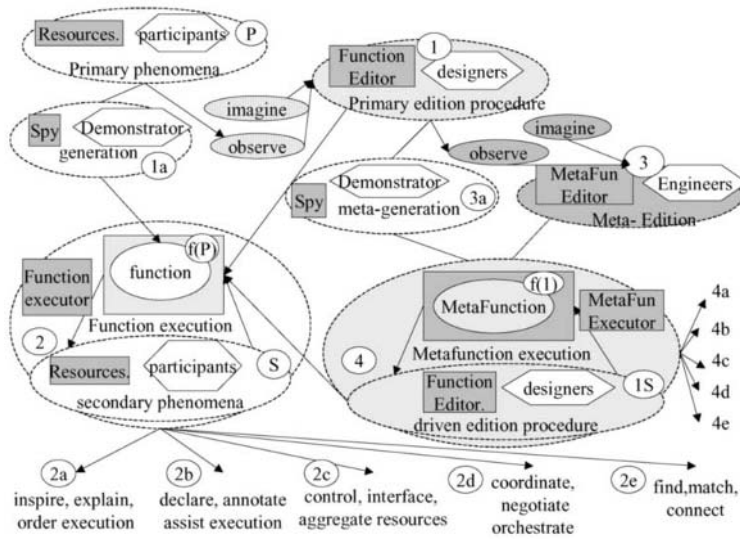 Resources.
participants
P
Primary phenomena
Function
Editor
1
designers
Primary edition procedure
imagine
observe
Spy
Demonstrator
generation
1a
imagine
observe
3
MetaFun
Editor
Engineers
Meta- Edition
Demonstrator
Spy
meta-generation
3a
f(P)
function
Function
executor
Function execution
2
Resources.
participants
S
secondary phenomena
f(1)
MetaFunction
MetaFun
Executor
Metafunction execution
4
Function
Editor.
designers
1S
driven edition procedure
4a
4b
4c
4d
4e
2a
inspire, explain,
order execution
2b
declare, annotate
assist execution
2c
control, interface,
aggregate resources
2d
coordinate,
negotiate
orchestrate
2e
find,match,
connect